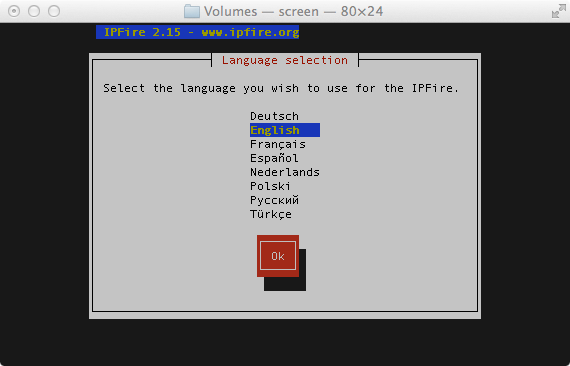 Volumes — screen — 80×24
IPFire 2.15 - www.ipfire.org
Language selection
Select the language you wish to use for the IPFire.
Deutsch
English
Français
Español
Nederlands
Polski
Русский
Türkçe
Ok